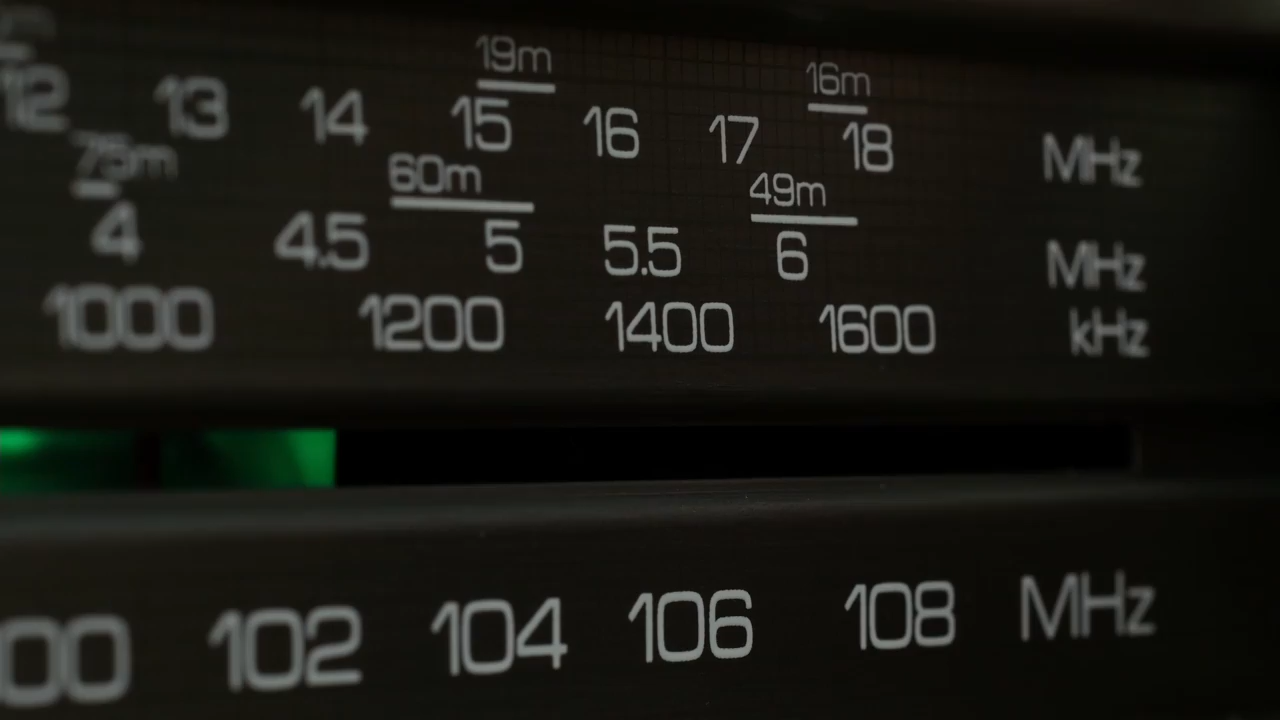 19m 16m
12 13 14 15 16 17 18 MHz
75m 60m 49m
4 4.5 5 5.5 6 MHz
1000 1200 1400 1600 kHz
00 102 104 106 108 MHz